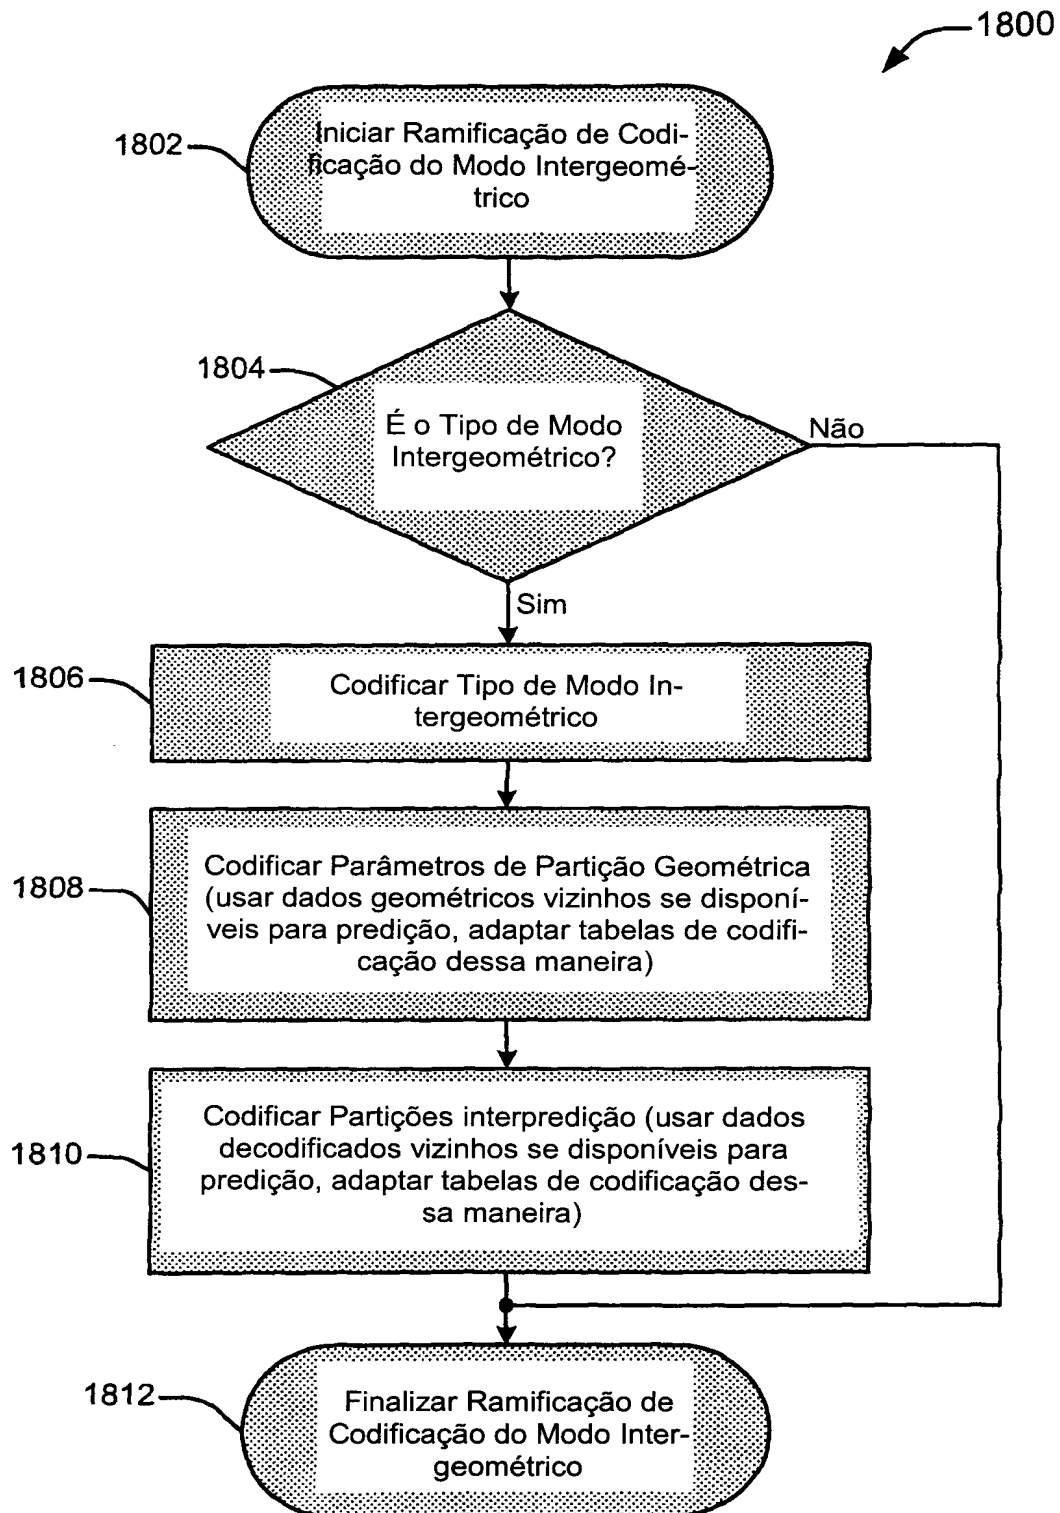 1800
1802
Iniciar Ramificação de Codi-
ficação do Modo Intergeomé-
trico
1804
É o Tipo de Modo
Intergeométrico?
Não
Sim
1806
Codificar Tipo de Modo In-
tergeométrico
1808
Codificar Parâmetros de Partição Geométrica
(usar dados geométricos vizinhos se disponí-
veis para predição, adaptar tabelas de codifi-
cação dessa maneira)
1810
Codificar Partições interpredição (usar dados
decodificados vizinhos se disponíveis para
predição, adaptar tabelas de codificação des-
sa maneira)
1812
Finalizar Ramificação de
Codificação do Modo Inter-
geométrico